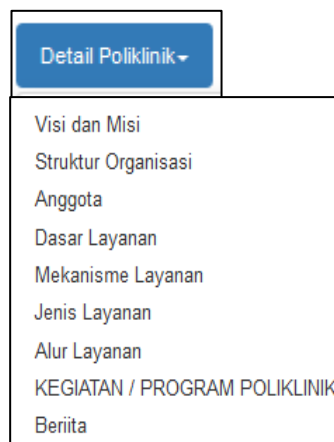 Detail Poliklinik
Visi dan Misi
Struktur Organisasi
Anggota
Dasar Layanan
Mekanisme Layanan
Jenis Layanan
Alur Layanan
KEGIATAN / PROGRAM POLIKLINIK
Beriita